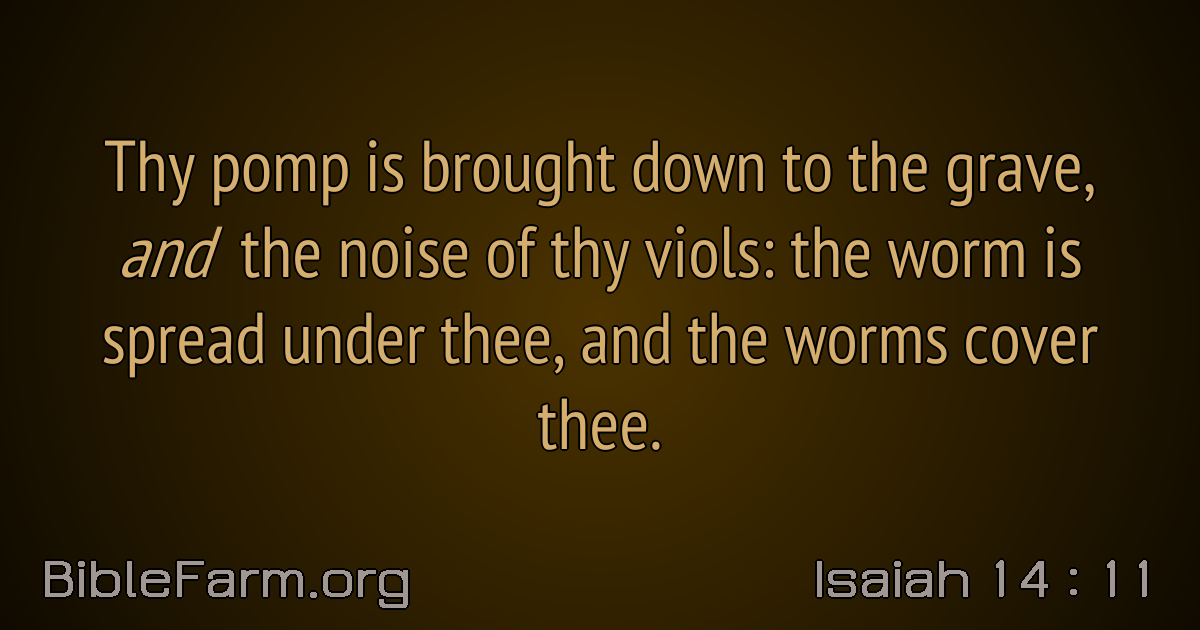 Thy pomp is brought down to the grave,
and the noise of thy viols: the worm is
spread under thee, and the worms cover
thee.
BibleFarm.org
Isaiah 14 : 11